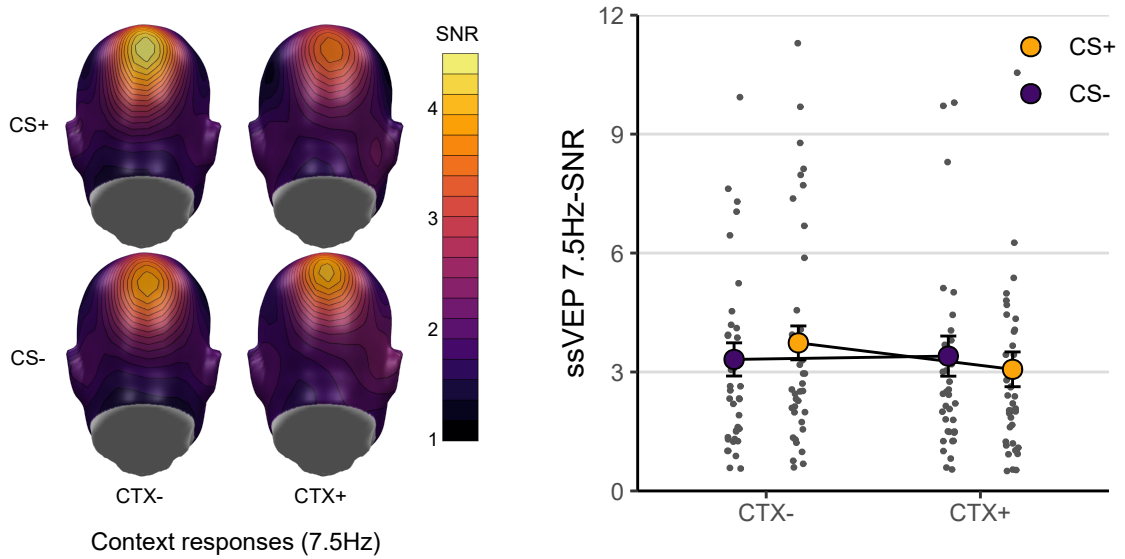 SNR
CS+
CS-
4
3
2
1
CTX- CTX+
Context responses (7.5Hz)
ssVEP 7.5Hz-SNR
12
9
6
3
0
CTX- CTX+
CS+
CS-